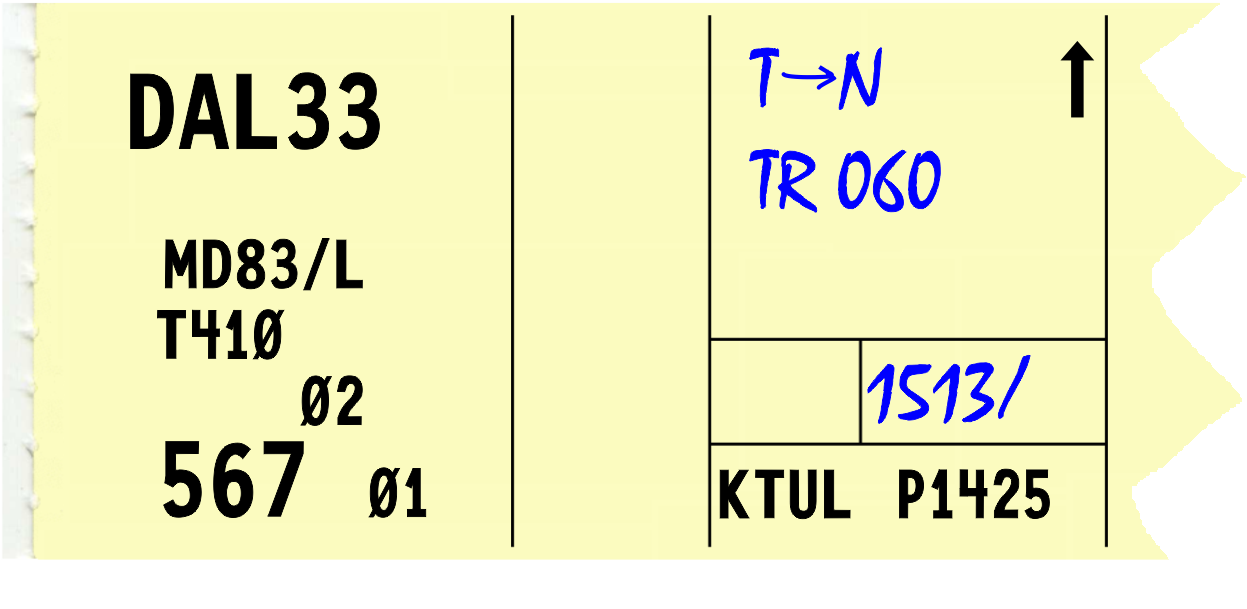 DAL33
MD83/L
T410
02
567 01
T→N
TR 060
1513/
KTUL P1425